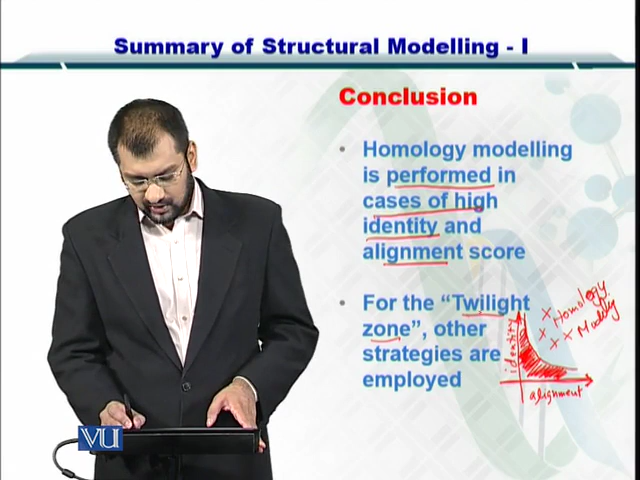 Summary of Structural Modelling - I
Conclusion
• Homology modelling
is performed in
cases of high
identity and
alignment score
• For the "Twilight
zone", other
strategies are
employed
identity
alignment
Homology
VU